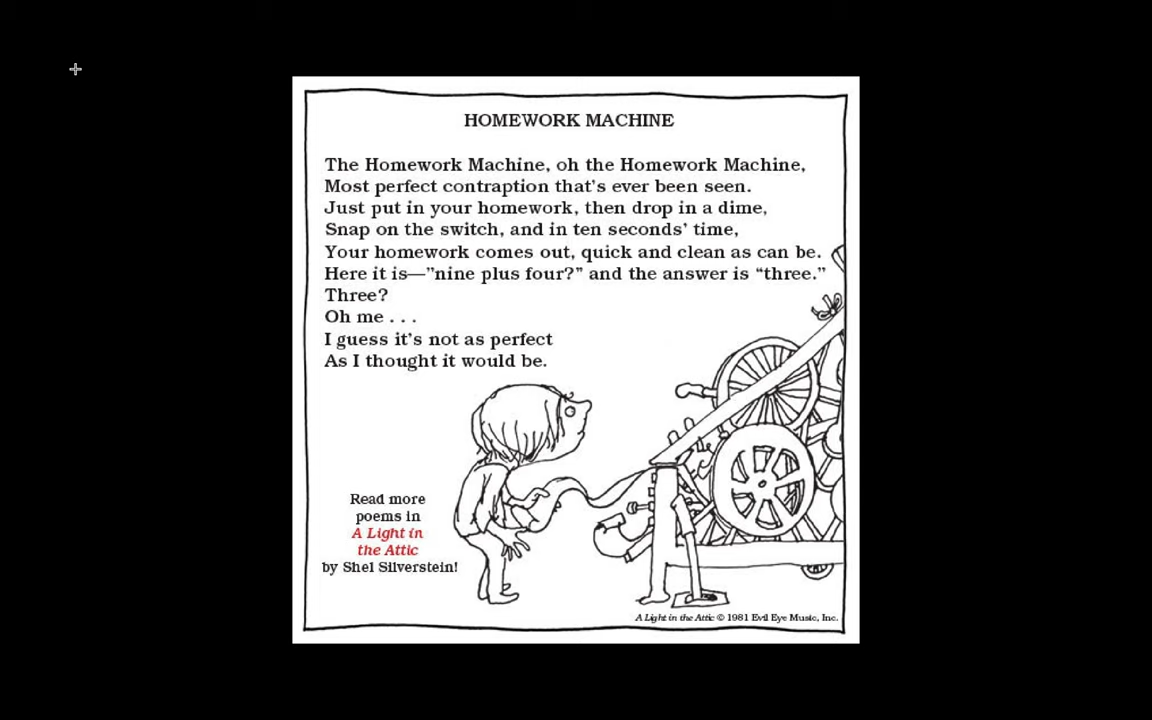 HOMEWORK MACHINE
The Homework Machine, oh the Homework Machine,
Most perfect contraption that's ever been seen.
Just put in your homework, then drop in a dime,
Snap on the switch, and in ten seconds' time,
Your homework comes out, quick and clean as can be.
Here it is—"nine plus four?" and the answer is "three."
Three?
Oh me . . .
I guess it's not as perfect
As I thought it would be.
Read more
poems in
A Light in
the Attic
by Shel Silverstein!
A Light in the Attic © 1981 Evil Eye Music, Inc.